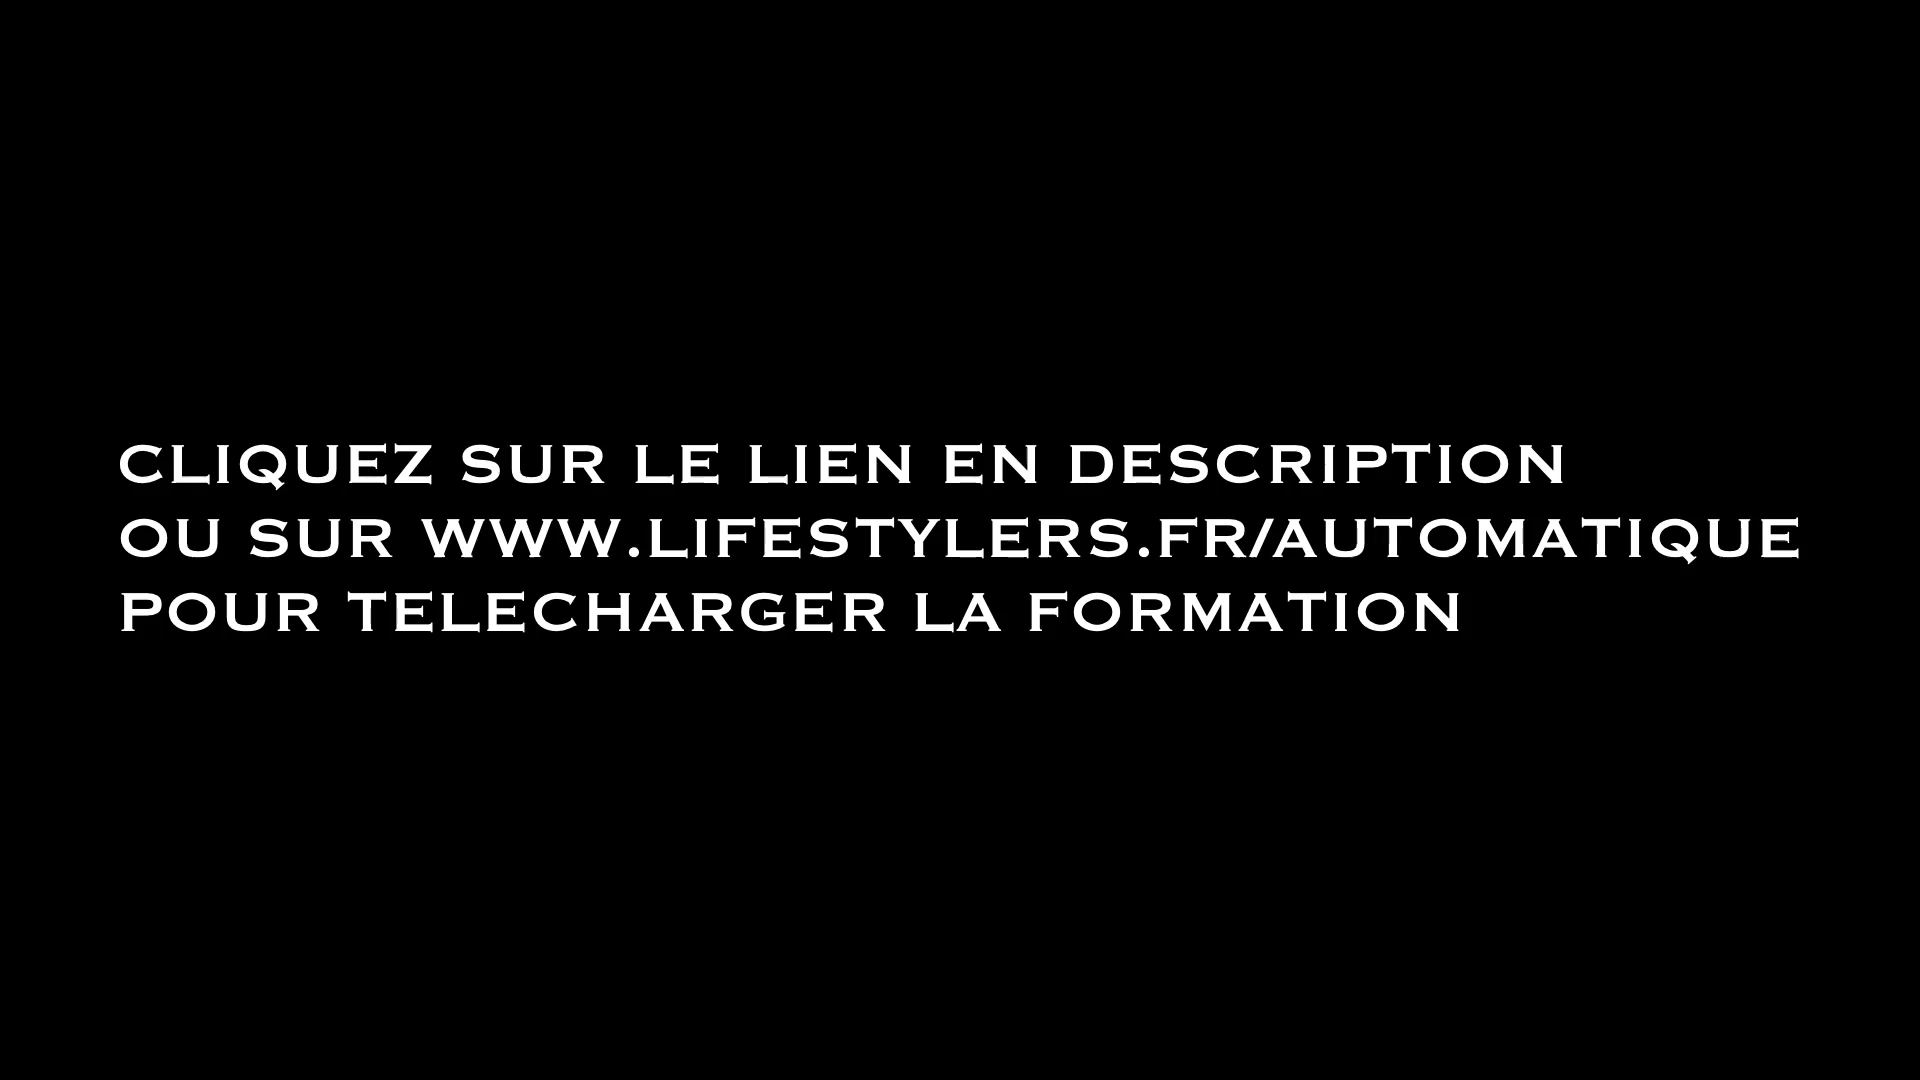 CLIQUEZ SUR LE LIEN EN DESCRIPTION
OU SUR WWW.LIFESTYLERS.FR/AUTOMATIQUE
POUR TELECHARGER LA FORMATION